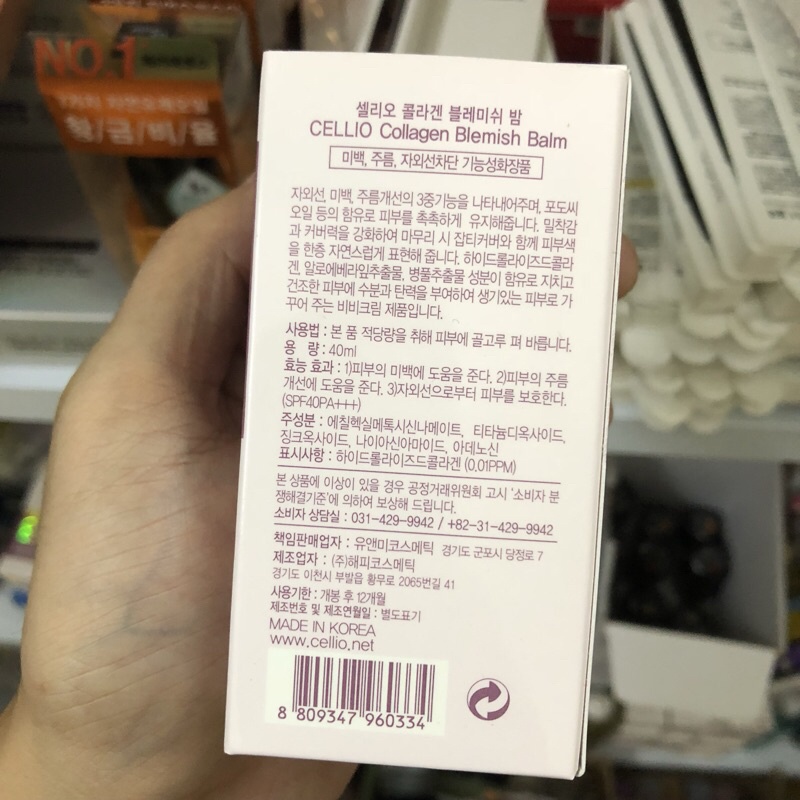 NO.1
황/금/비/율
셀리오 콜라겐 블레미쉬 밤
CELLIO Collagen Blemish Balm
미백, 주름, 자외선차단 기능성화장품
자외선, 미백, 주름개선의 3중기능을 나타내어주며, 포도씨
오일 등의 함유로 피부를 촉촉하게 유지해줍니다. 밀착감
과 커버력을 강화하여 마무리 시 잡티커버와 함께 피부색
을 한층 자연스럽게 표현해 줍니다. 하이드롤라이즈드콜라
겐, 알로에베라잎추출물, 병풀추출물 성분이 함유로 지치고
건조한 피부에 수분과 탄력을 부여하여 생기있는 피부로 가
꾸어 주는 비비크림 제품입니다.
사용법 : 본 품 적당량을 취해 피부에 골고루 펴 바릅니다.
용 량 : 40ml
효능 효과 : 1)피부의 미백에 도움을 준다. 2)피부의 주름
개선에 도움을 준다. 3)자외선으로부터 피부를 보호한다.
(SPF40PA+++)
주성분 : 에칠헥실메톡시신나메이트, 티타늄디옥사이드,
징크옥사이드, 나이아신아마이드, 아데노신
표시사항 : 하이드롤라이즈드콜라겐 (0.01PPM)
본 상품에 이상이 있을 경우 공정거래위원회 고시 '소비자 분
쟁해결기준'에 의하여 보상해 드립니다.
소비자 상담실 : 031-429-9942 / +82-31-429-9942
책임판매업자 : 유앤미코스메틱 경기도 군포시 당정로 7
제조업자 : (주)해피코스메틱
경기도 이천시 부발읍 황무로 2065번길 41
사용기한 : 개봉 후 12개월
제조번호 및 제조연월일 : 별도표기
MADE IN KOREA
www.cellio.net
8 809347 960334